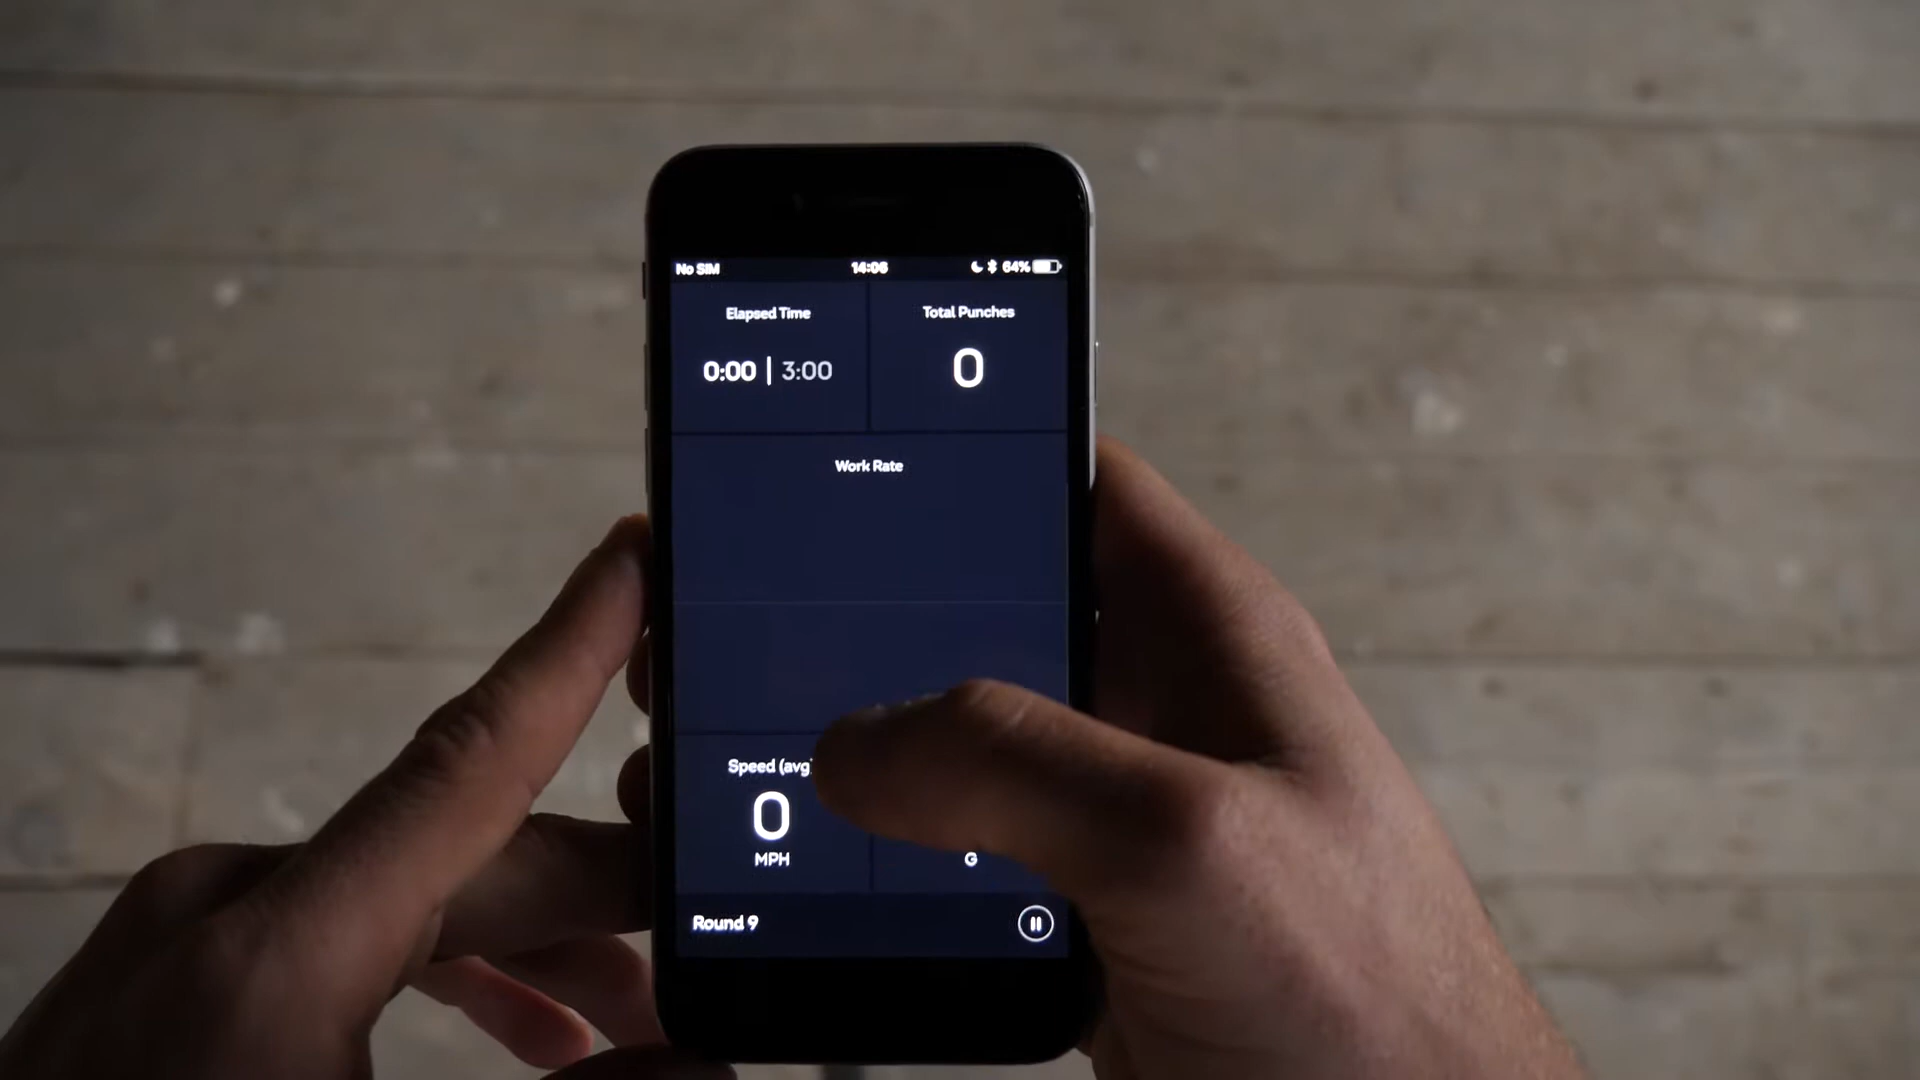 No SIM 14:06 64%
Elapsed Time
0:00 | 3:00
Total Punches
0
Work Rate
Speed (avg)
0
MPH
G
Round 9